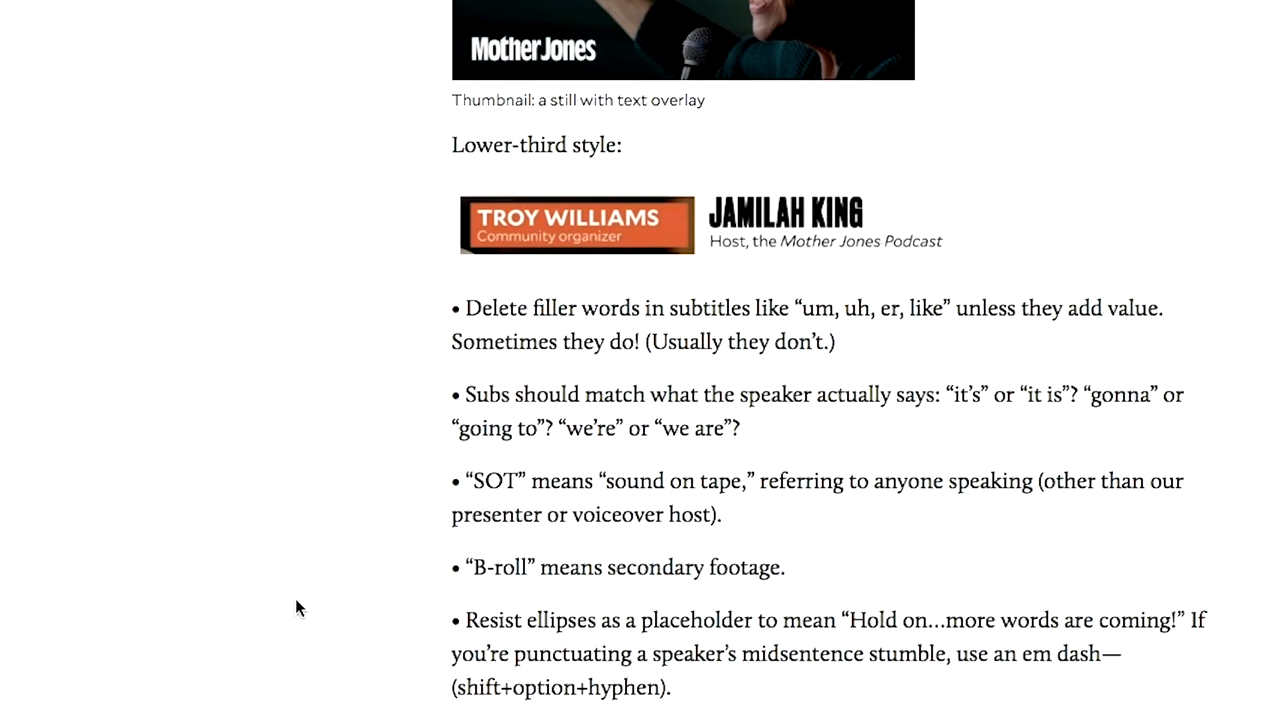 Mother Jones
Thumbnail: a still with text overlay
Lower-third style:
TROY WILLIAMS
Community organizer
JAMILAH KING
Host, the Mother Jones Podcast
• Delete filler words in subtitles like “um, uh, er, like” unless they add value.
Sometimes they do! (Usually they don’t.)
• Subs should match what the speaker actually says: “it’s” or “it is”? “gonna” or
“going to”? “we’re” or “we are”?
• “SOT” means “sound on tape,” referring to anyone speaking (other than our
presenter or voiceover host).
• “B-roll” means secondary footage.
• Resist ellipses as a placeholder to mean “Hold on…more words are coming!” If
you’re punctuating a speaker’s midsentence stumble, use an em dash—
(shift+option+hyphen).